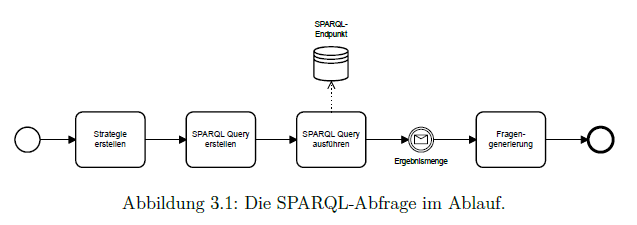 SPARQL-
Endpunkt
Strategie
erstellen
SPARQL Query
erstellen
SPARQL Query
ausführen
Ergebnismenge
Fragen-
generierung
Abbildung 3.1: Die SPARQL-Abfrage im Ablauf.